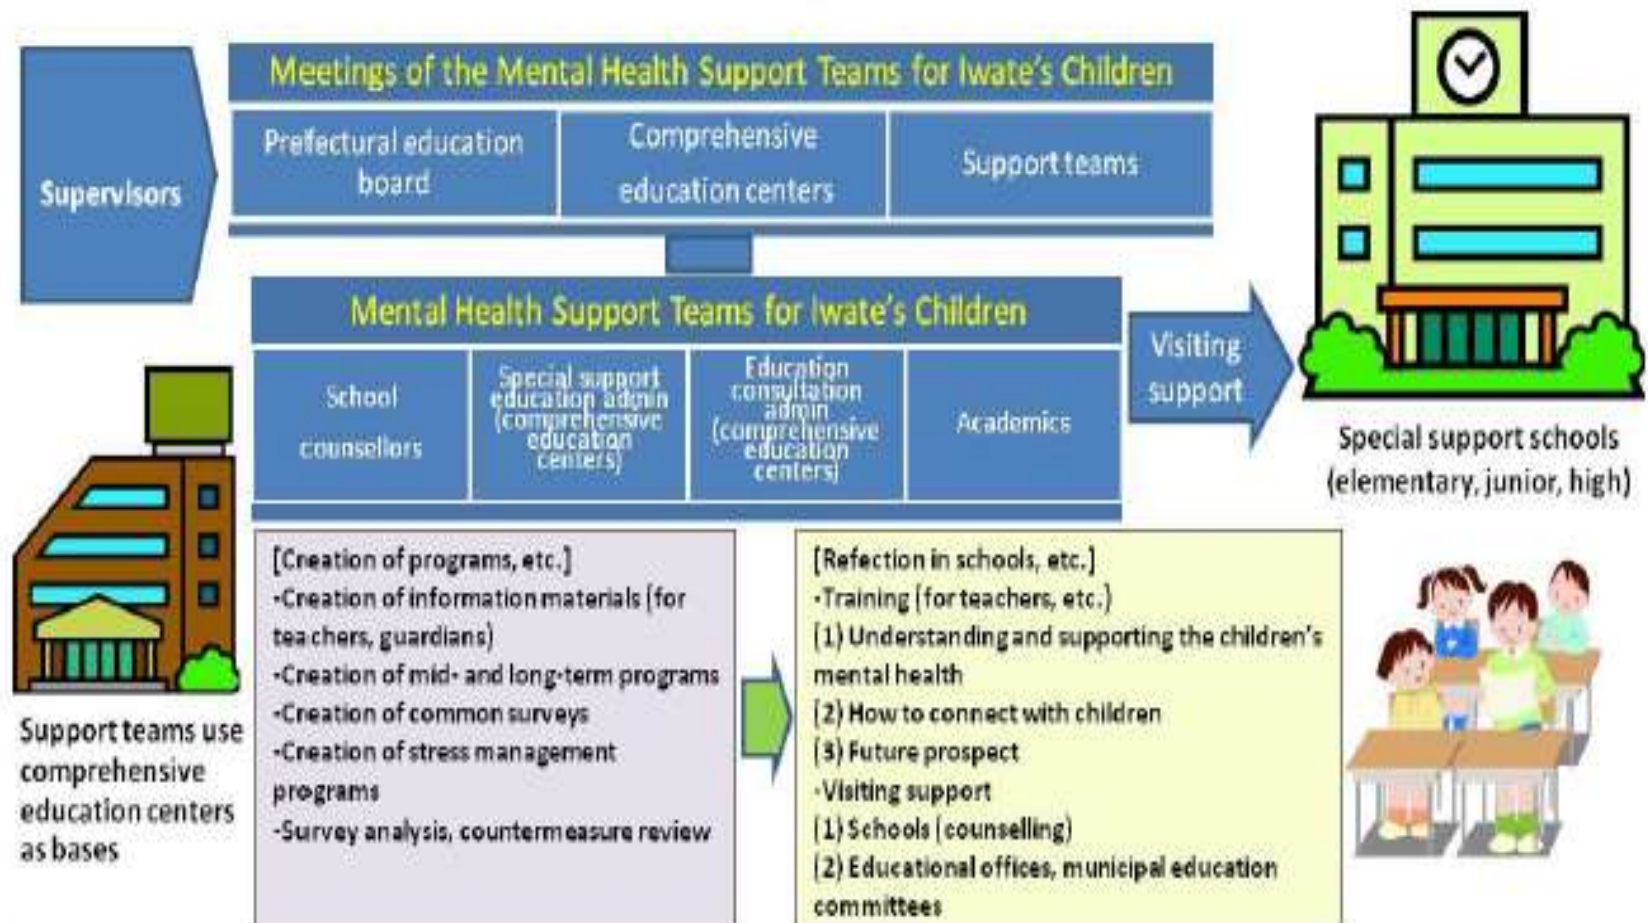 Meetings of the Mental Health Support Teams for Iwate's Children
Supervisors
Prefectural education
board
Comprehensive
education centers
Support teams
Mental Health Support Teams for Iwate's Children
School
counsellors
Special support
education admin
(comprehensive
education
centers)
Education
consultation
admin
(comprehensive
education
centers)
Academics
Visiting
support
Special support schools
(elementary, junior, high)
Support teams use
comprehensive
education centers
as bases
[Creation of programs, etc.]
-Creation of information materials (for
teachers, guardians)
-Creation of mid- and long-term programs
-Creation of common surveys
-Creation of stress management
programs
-Survey analysis, countermeasure review
[Refection in schools, etc.]
-Training (for teachers, etc.)
(1) Understanding and supporting the children's
mental health
(2) How to connect with children
(3) Future prospect
-Visiting support
(1) Schools (counselling)
(2) Educational offices, municipal education
committees